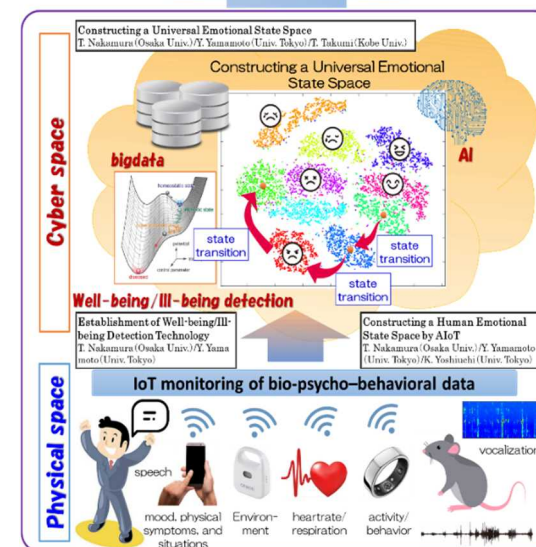 Constructing a Universal Emotional State Space
T. Nakamura (Osaka Univ.)/Y. Yamamoto (Univ. Tokyo)/T. Takumi (Kobe Univ.)
Constructing a Universal Emotional
State Space
Cyber space
bigdata
AI
state
transition
state
transition
state
transition
Well-being/Ill-being detection
Establishment of Well-being/Ill-
being Detection Technology
T. Nakamura (Osaka Univ.)/Y. Yama
moto (Univ. Tokyo)
Constructing a Human Emotional
State Space by AIoT
T. Nakamura (Osaka Univ.)/Y. Yamamoto
(Univ. Tokyo)/K. Yoshiuchi (Univ. Tokyo)
Physical space
IoT monitoring of bio-psycho-behavioral data
speech
mood, physical
symptoms, and
situations
Environ-
ment
heartrate/
respiration
activity/
behavior
vocalization